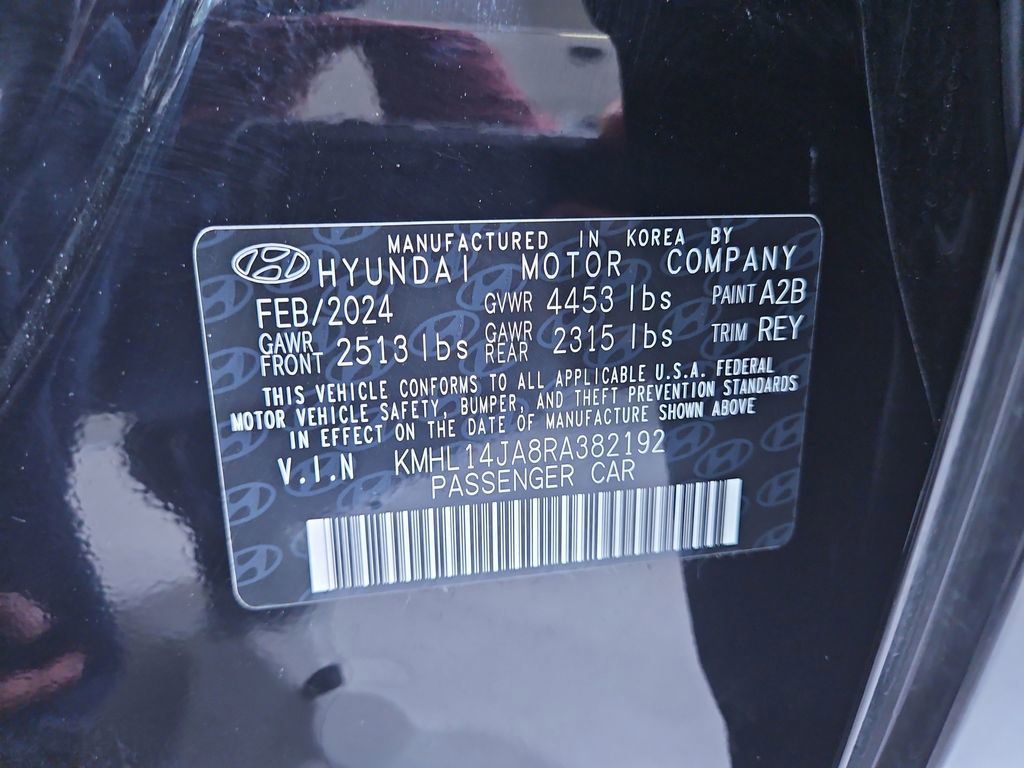 MANUFACTURED IN KOREA BY
HYUNDAI MOTOR COMPANY
FEB/2024 GVWR 4453 lbs PAINT A2B
GAWR FRONT 2513 lbs GAWR REAR 2315 lbs TRIM REY
THIS VEHICLE CONFORMS TO ALL APPLICABLE U.S.A. FEDERAL
MOTOR VEHICLE SAFETY, BUMPER, AND THEFT PREVENTION STANDARDS
IN EFFECT ON THE DATE OF MANUFACTURE SHOWN ABOVE
V.I.N KMHL14JA8RA382192
PASSENGER CAR